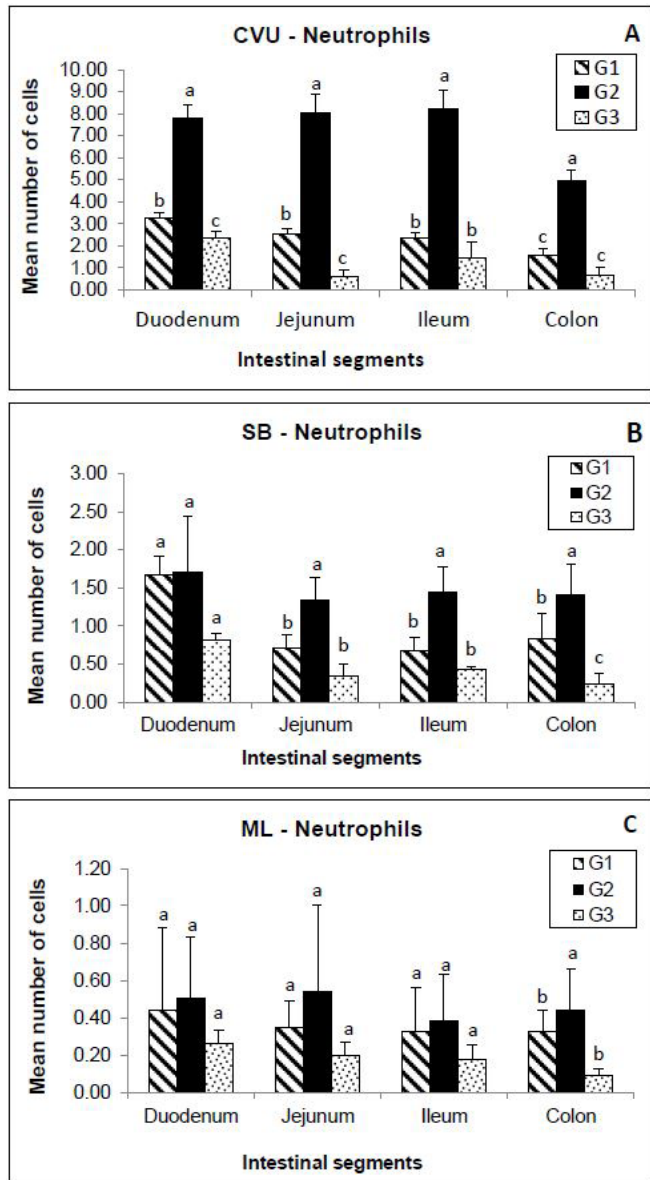 CVU - Neutrophils
A
Mean number of cells
10.00
9.00
8.00
7.00
6.00
5.00
4.00
3.00
2.00
1.00
0.00
G1
G2
G3
b a c
b a c
b a b
c a c
Duodenum Jejunum Ileum Colon
Intestinal segments
SB - Neutrophils
B
Mean number of cells
3.00
2.50
2.00
1.50
1.00
0.50
0.00
G1
G2
G3
a a a
b a b
b a b
b a c
Duodenum Jejunum Ileum Colon
Intestinal segments
ML - Neutrophils
C
Mean number of cells
1.20
1.00
0.80
0.60
0.40
0.20
0.00
G1
G2
G3
a a a
a a a
a a a
b a b
Duodenum Jejunum Ileum Colon
Intestinal segments